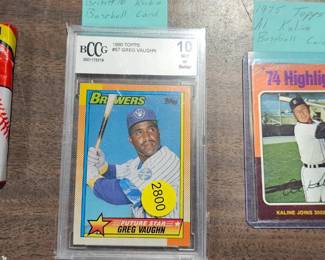 Baseball Card
1975 Topps
Al Kaline
Baseball Card
BCCG
1990 TOPPS
#57 GREG VAUGHN
10
Mint
or
Better
BREWERS
Topps
2800
FUTURE STAR
GREG VAUGHN
'74 Highlig
KALINE JOINS 3000